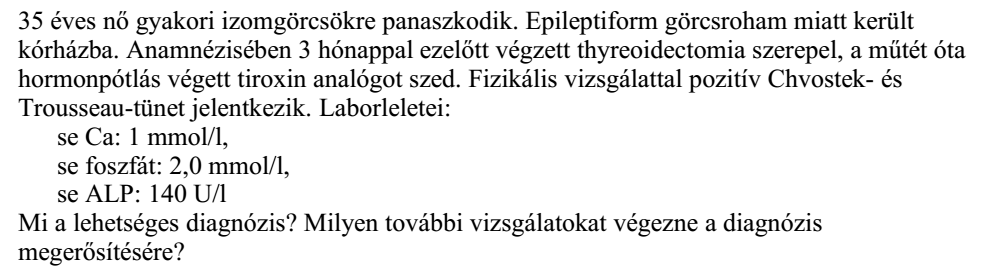 35 éves nő gyakori izomgörcsökre panaszkodik. Epileptiform görcsroham miatt került
kórházba. Anamnézisében 3 hónappal ezelőtt végzett thyreoidectomia szerepel, a műtét óta
hormonpótlás végett tiroxin analógot szed. Fizikális vizsgálattal pozitív Chvostek- és
Trousseau-tünet jelentkezik. Laborleletei:
se Ca: 1 mmol/l,
se foszfát: 2,0 mmol/l,
se ALP: 140 U/l
Mi a lehetséges diagnózis? Milyen további vizsgálatokat végezne a diagnózis
megerősítésére?